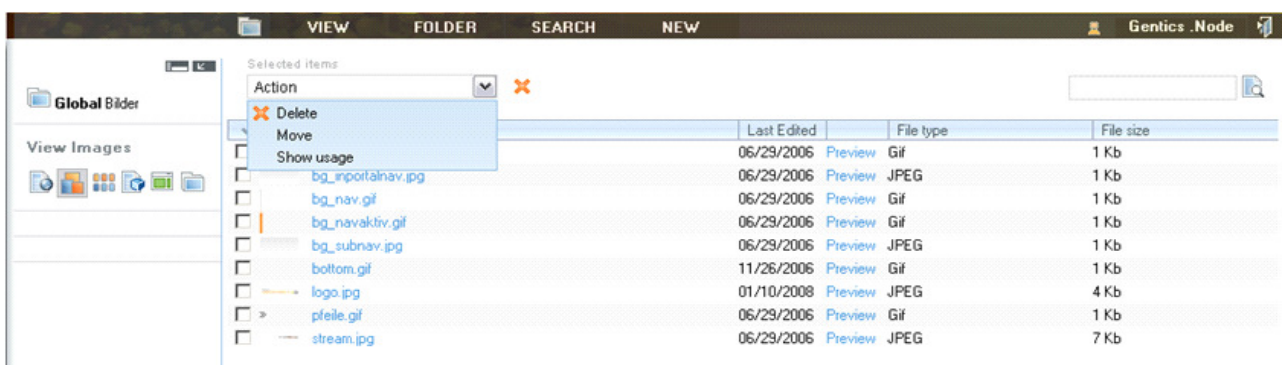 VIEW FOLDER SEARCH NEW Gentics .Node
Selected items
Action
Global Bilder
Delete
Move
Show usage
Last Edited File type File size
View Images
06/29/2006 Preview Gif 1 Kb
bg_inportalnav.jpg 06/29/2006 Preview JPEG 1 Kb
bg_nav.gif 06/29/2006 Preview Gif 1 Kb
bg_navaktiv.gif 06/29/2006 Preview Gif 1 Kb
bg_subnav.jpg 06/29/2006 Preview JPEG 1 Kb
bottom.gif 11/26/2006 Preview Gif 1 Kb
logo.jpg 01/10/2008 Preview JPEG 4 Kb
pfeile.gif 06/29/2006 Preview Gif 1 Kb
stream.jpg 06/29/2006 Preview JPEG 7 Kb